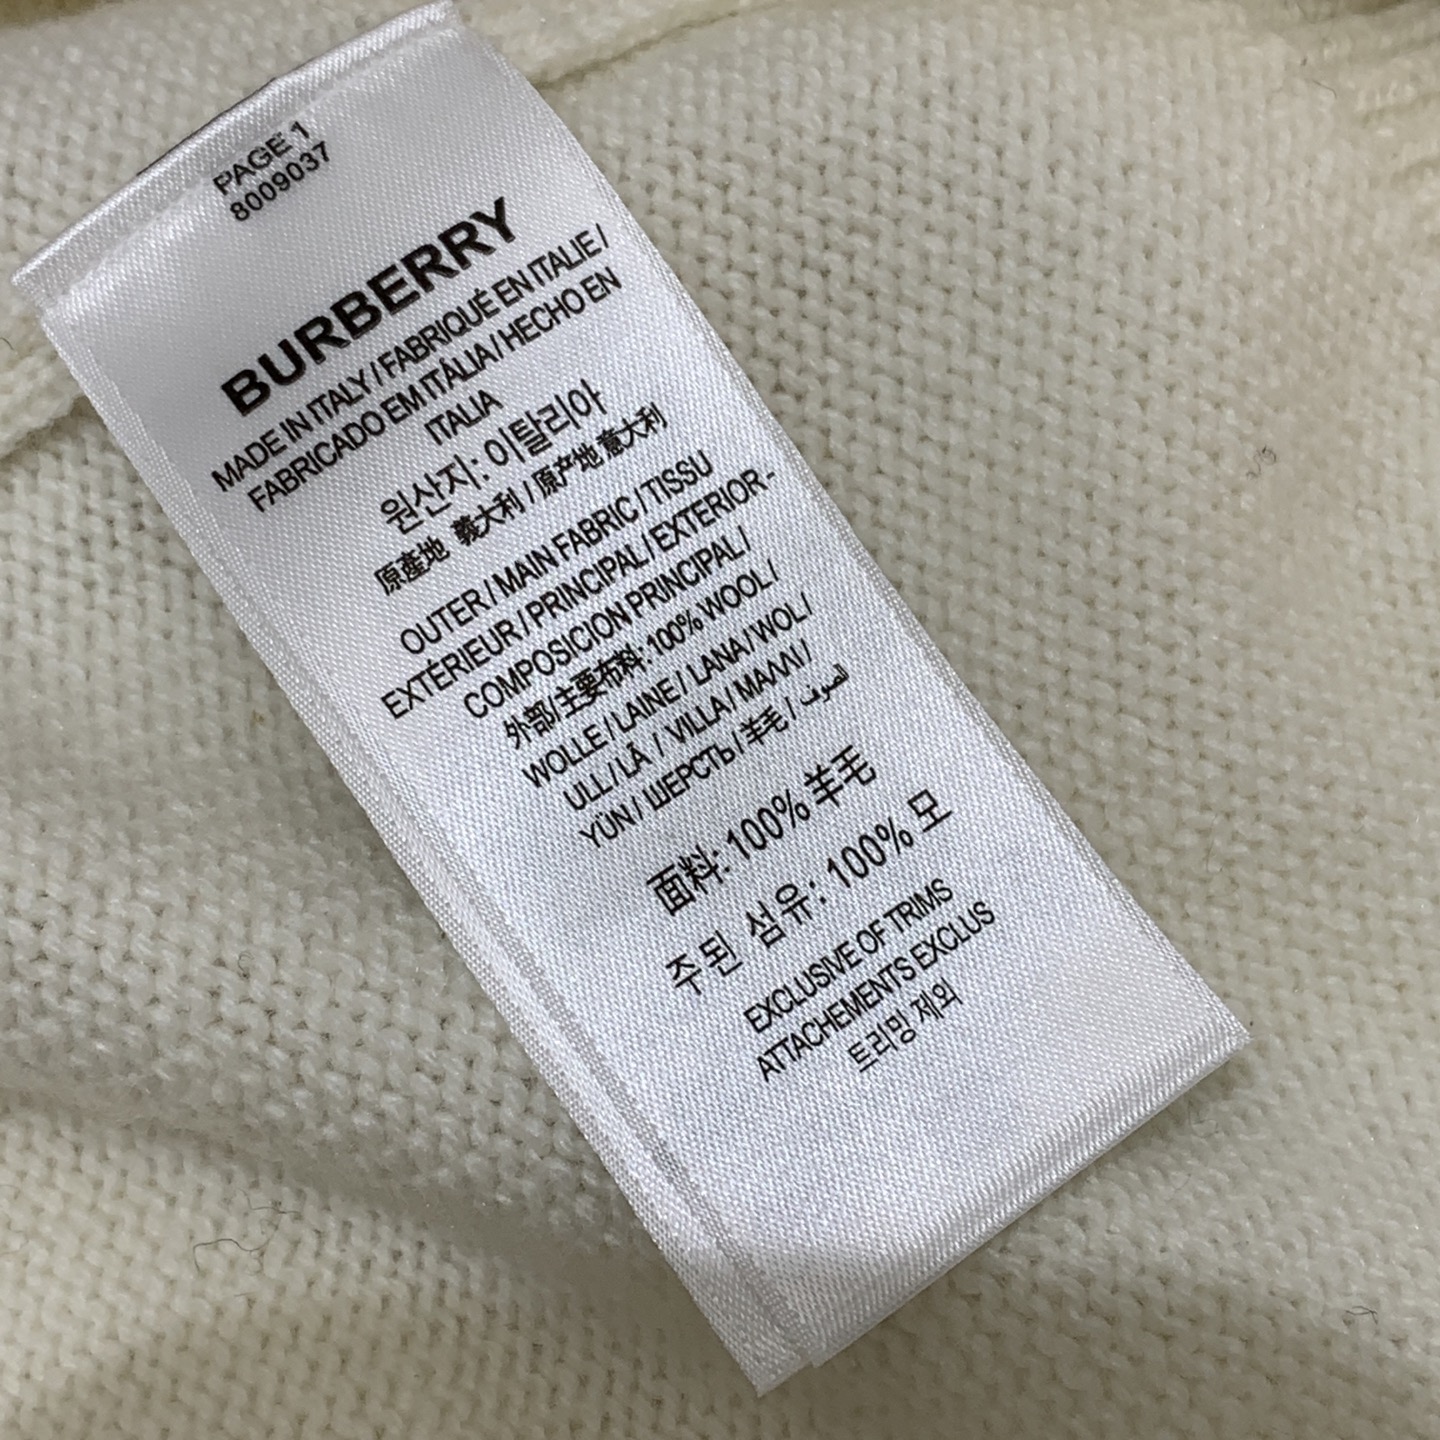 PAGE 1
8009037
BURBERRY
MADE IN ITALY / FABRIQUÉ EN ITALIE /
FABRICADO EM ITÁLIA / HECHO EN
ITALIA
원산지: 이탈리아
原產地 義大利 / 原产地 意大利
OUTER / MAIN FABRIC / TISSU
EXTÉRIEUR / PRINCIPAL / EXTERIOR -
COMPOSICION PRINCIPAL /
外部/主要布料: 100% WOOL /
WOLLE / LAINE / LANA / WOL /
ULL / LÃ / VILLA / ΜΑΛΛΙ /
YÜN / ШЕРСТЬ / 羊毛 / الصوف
面料: 100% 羊毛
주된 섬유: 100% 모
EXCLUSIVE OF TRIMS
ATTACHEMENTS EXCLUS
트리밍 제외